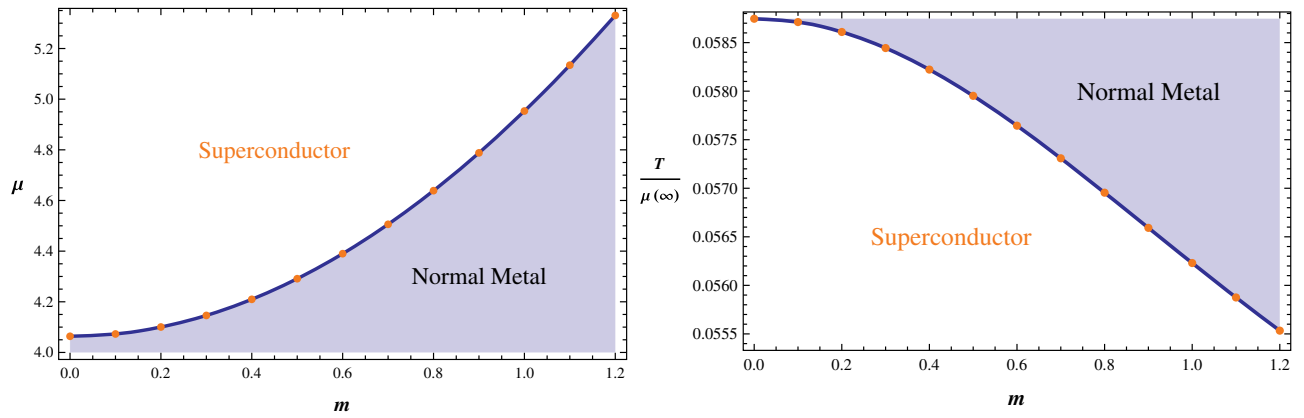 5.2
5.0
4.8
4.6
4.4
4.2
4.0
μ
Superconductor
Normal Metal
0.0 0.2 0.4 0.6 0.8 1.0 1.2
m
0.0585
0.0580
0.0575
0.0570
0.0565
0.0560
0.0555
T
μ (∞)
Normal Metal
Superconductor
0.0 0.2 0.4 0.6 0.8 1.0 1.2
m